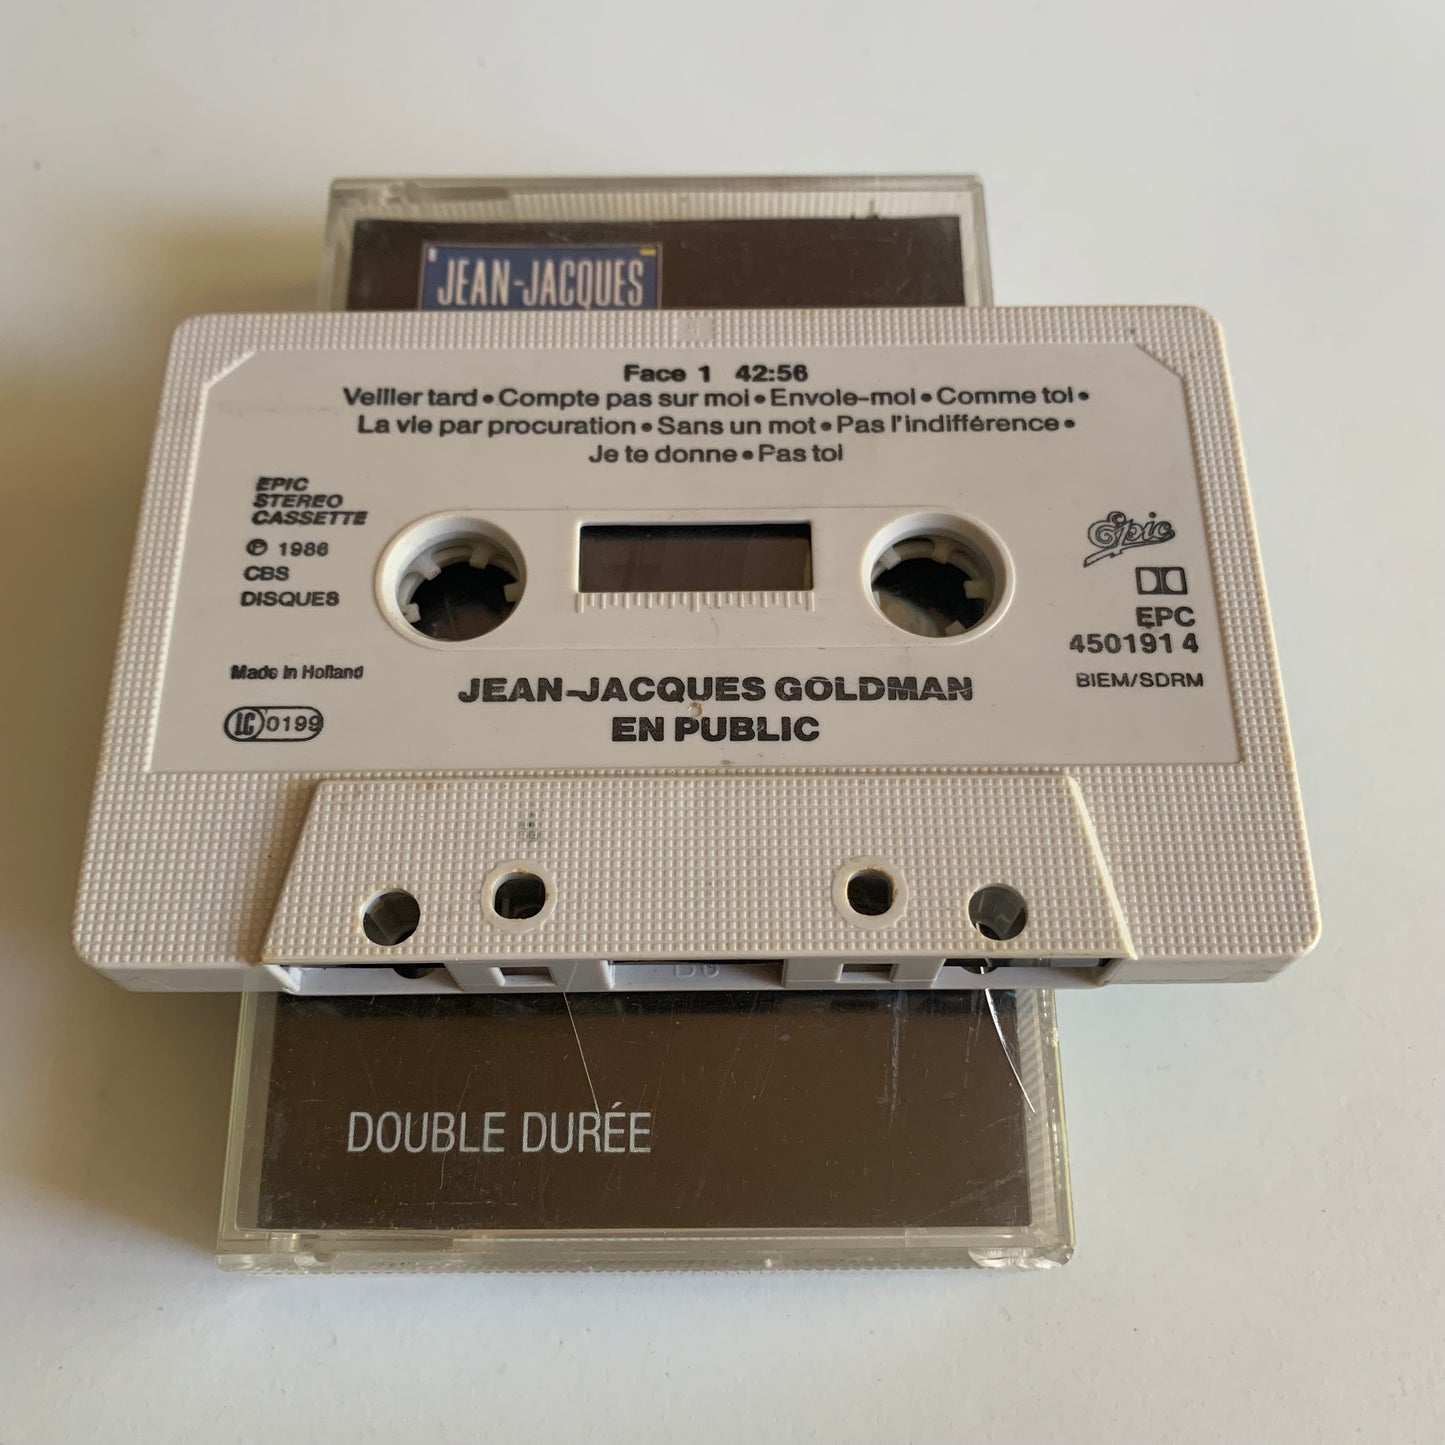 JEAN-JACQUES
Face 1 42:56
Veiller tard • Compte pas sur moi • Envole-moi • Comme toi •
La vie par procuration • Sans un mot • Pas l'indifférence •
Je te donne • Pas toi
EPIC
STEREO
CASSETTE
℗ 1986
CBS
DISQUES
Made in Holland
LC 0199
Epic
EPC
450191 4
BIEM/SDRM
JEAN-JACQUES GOLDMAN
EN PUBLIC
DOUBLE DURÉE